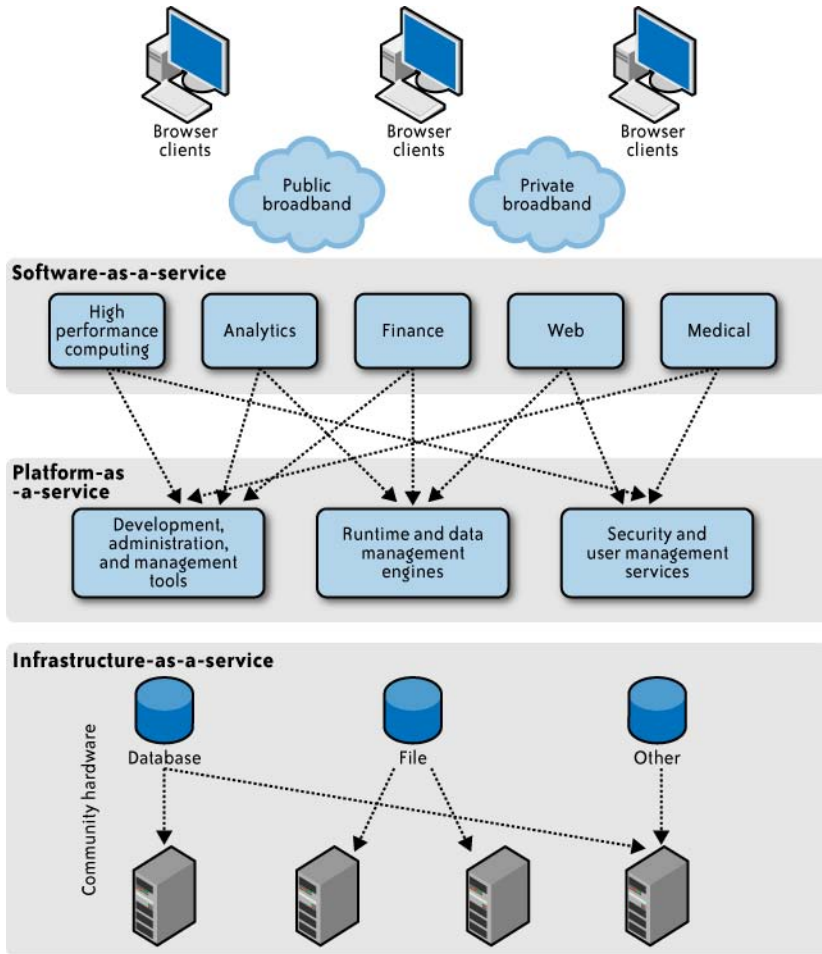 Browser
clients
Browser
clients
Browser
clients
Public
broadband
Private
broadband
Software-as-a-service
High
performance
computing
Analytics
Finance
Web
Medical
Platform-as
-a-service
Development,
administration,
and management
tools
Runtime and data
management
engines
Security and
user management
services
Infrastructure-as-a-service
Community hardware
Database
File
Other